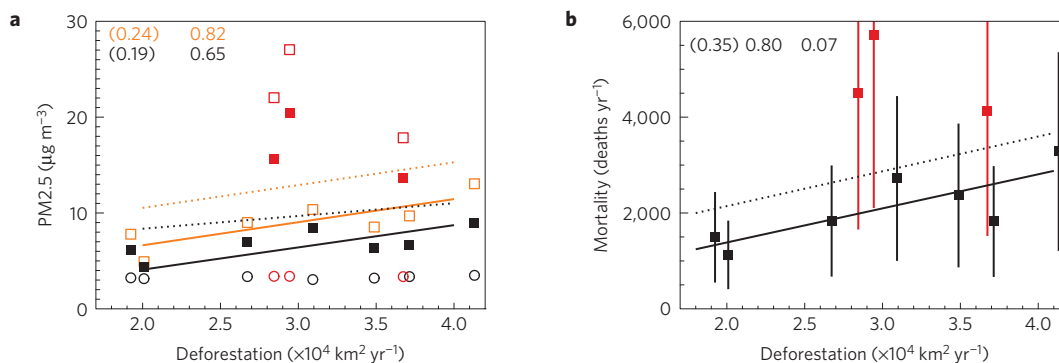 a
(0.24) 0.82
(0.19) 0.65
30
20
10
0
PM2.5 (µg m⁻³)
2.0 2.5 3.0 3.5 4.0
Deforestation (×10⁴ km² yr⁻¹)
b
(0.35) 0.80 0.07
6,000
4,000
2,000
0
Mortality (deaths yr⁻¹)
2.0 2.5 3.0 3.5 4.0
Deforestation (×10⁴ km² yr⁻¹)